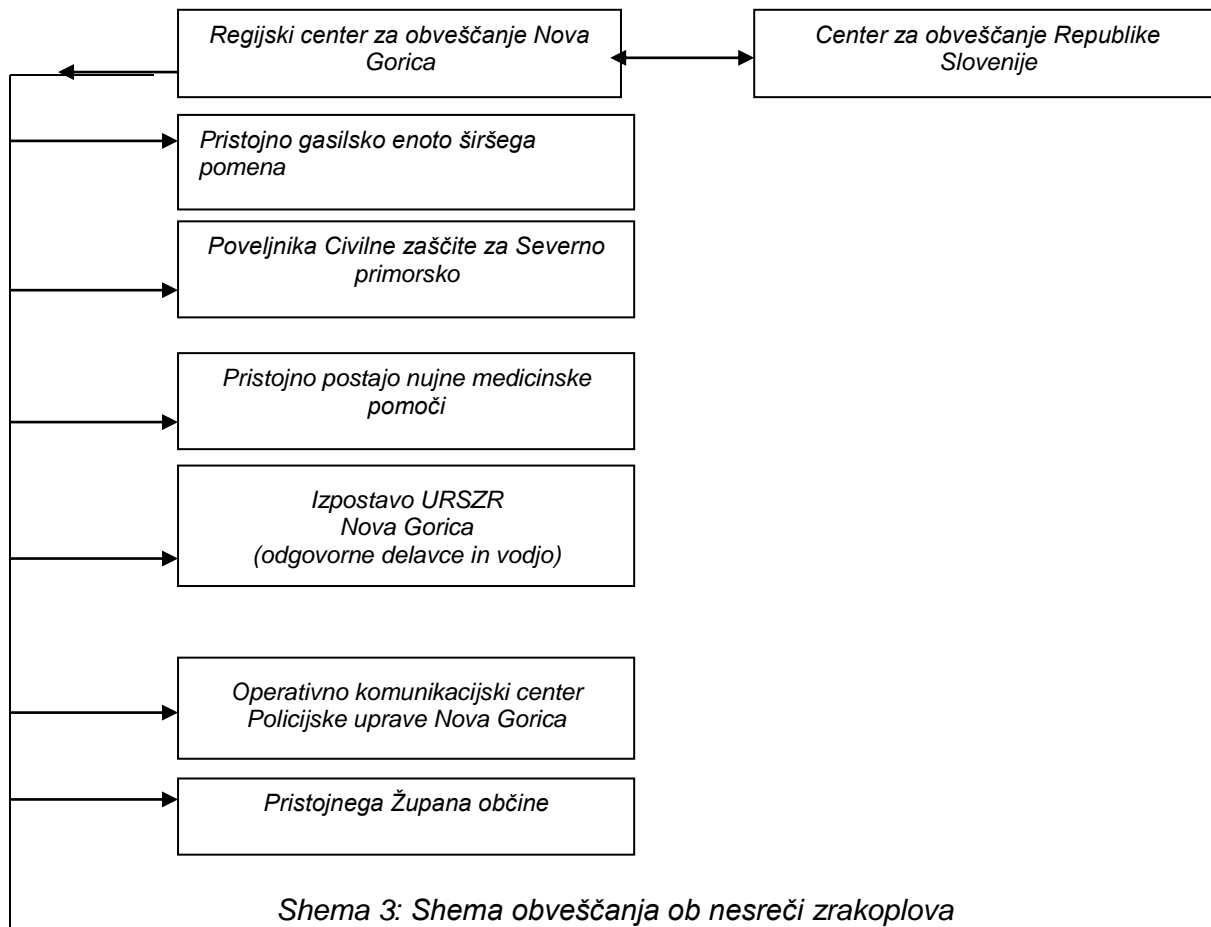 Regijski center za obveščanje Nova
Gorica
Center za obveščanje Republike
Slovenije
Pristojno gasilsko enoto širšega
pomena
Poveljnika Civilne zaščite za Severno
primorsko
Pristojno postajo nujne medicinske
pomoči
Izpostavo URSZR
Nova Gorica
(odgovorne delavce in vodjo)
Operativno komunikacijski center
Policijske uprave Nova Gorica
Pristojnega Župana občine
Shema 3: Shema obveščanja ob nesreči zrakoplova